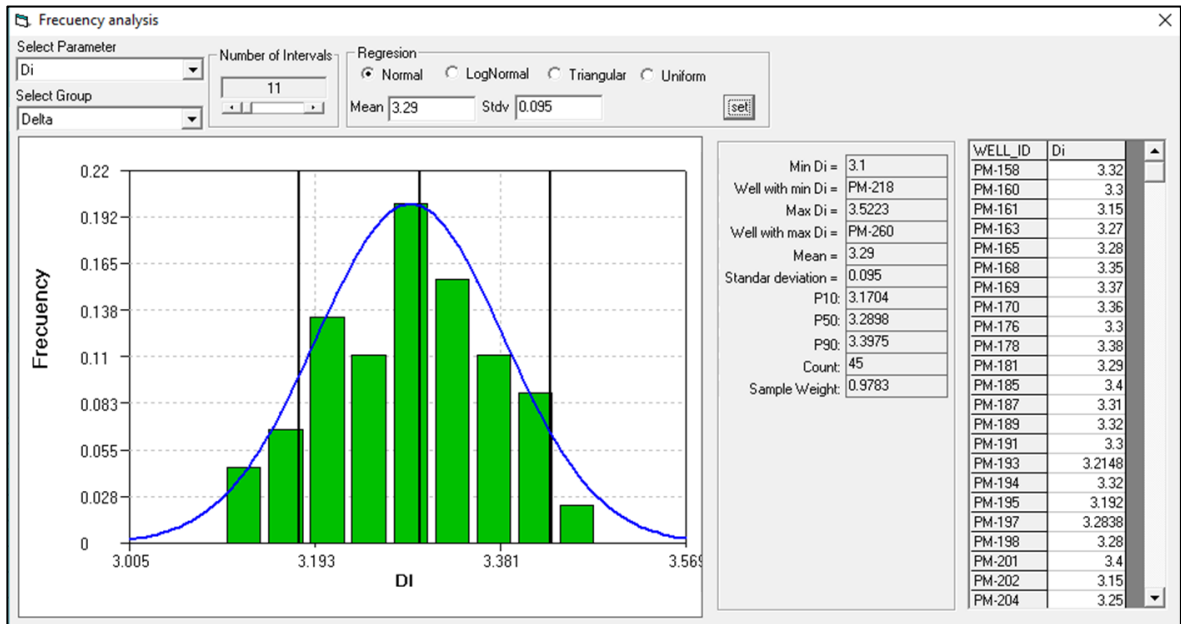 Frecuency analysis
Select Parameter
Di
Select Group
Delta
Number of Intervals
11
Regresion
Normal LogNormal Triangular Uniform
Mean 3.29 Stdv 0.095 set
Frecuency
0.22
0.192
0.165
0.138
0.11
0.083
0.055
0.028
0
3.005 3.193 3.381 3.569
DI
Min Di = 3.1
Well with min Di = PM-218
Max Di = 3.5223
Well with max Di = PM-260
Mean = 3.29
Standar deviation = 0.095
P10: 3.1704
P50: 3.2898
P90: 3.3975
Count: 45
Sample Weight: 0.9783
WELL_ID Di
PM-158 3.32
PM-160 3.3
PM-161 3.15
PM-163 3.27
PM-165 3.28
PM-168 3.35
PM-169 3.37
PM-170 3.36
PM-176 3.3
PM-178 3.38
PM-181 3.29
PM-185 3.4
PM-187 3.31
PM-189 3.32
PM-191 3.3
PM-193 3.2148
PM-194 3.32
PM-195 3.192
PM-197 3.2838
PM-198 3.28
PM-201 3.4
PM-202 3.15
PM-204 3.25